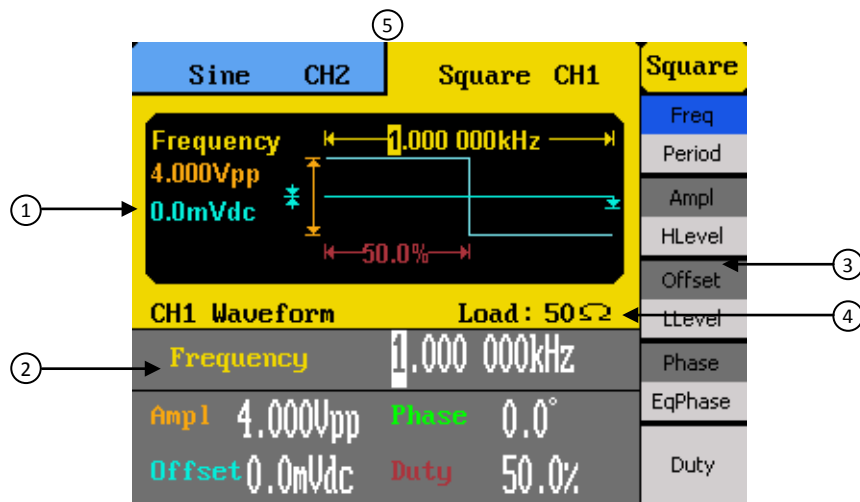 5
Sine CH2 Square CH1 Square
Freq
Period
Ampl
HLevel
Offset
LLevel
Phase
EqPhase
Duty
Frequency 1.000 000kHz
4.000Vpp
0.0mVdc
50.0%
CH1 Waveform Load: 50Ω
Frequency 1.000 000kHz
Ampl 4.000Vpp Phase 0.0°
Offset 0.0mVdc Duty 50.0%
1
2
3
4